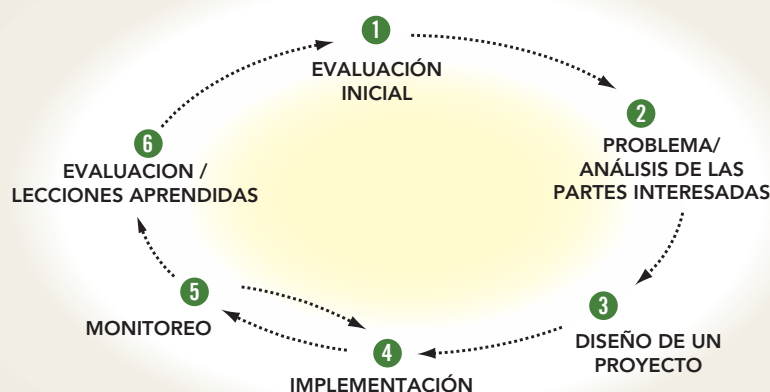 1
EVALUACIÓN
INICIAL
2
PROBLEMA/
ANÁLISIS DE LAS
PARTES INTERESADAS
3
DISEÑO DE UN
PROYECTO
4
IMPLEMENTACIÓN
5
MONITOREO
6
EVALUACION /
LECCIONES APRENDIDAS